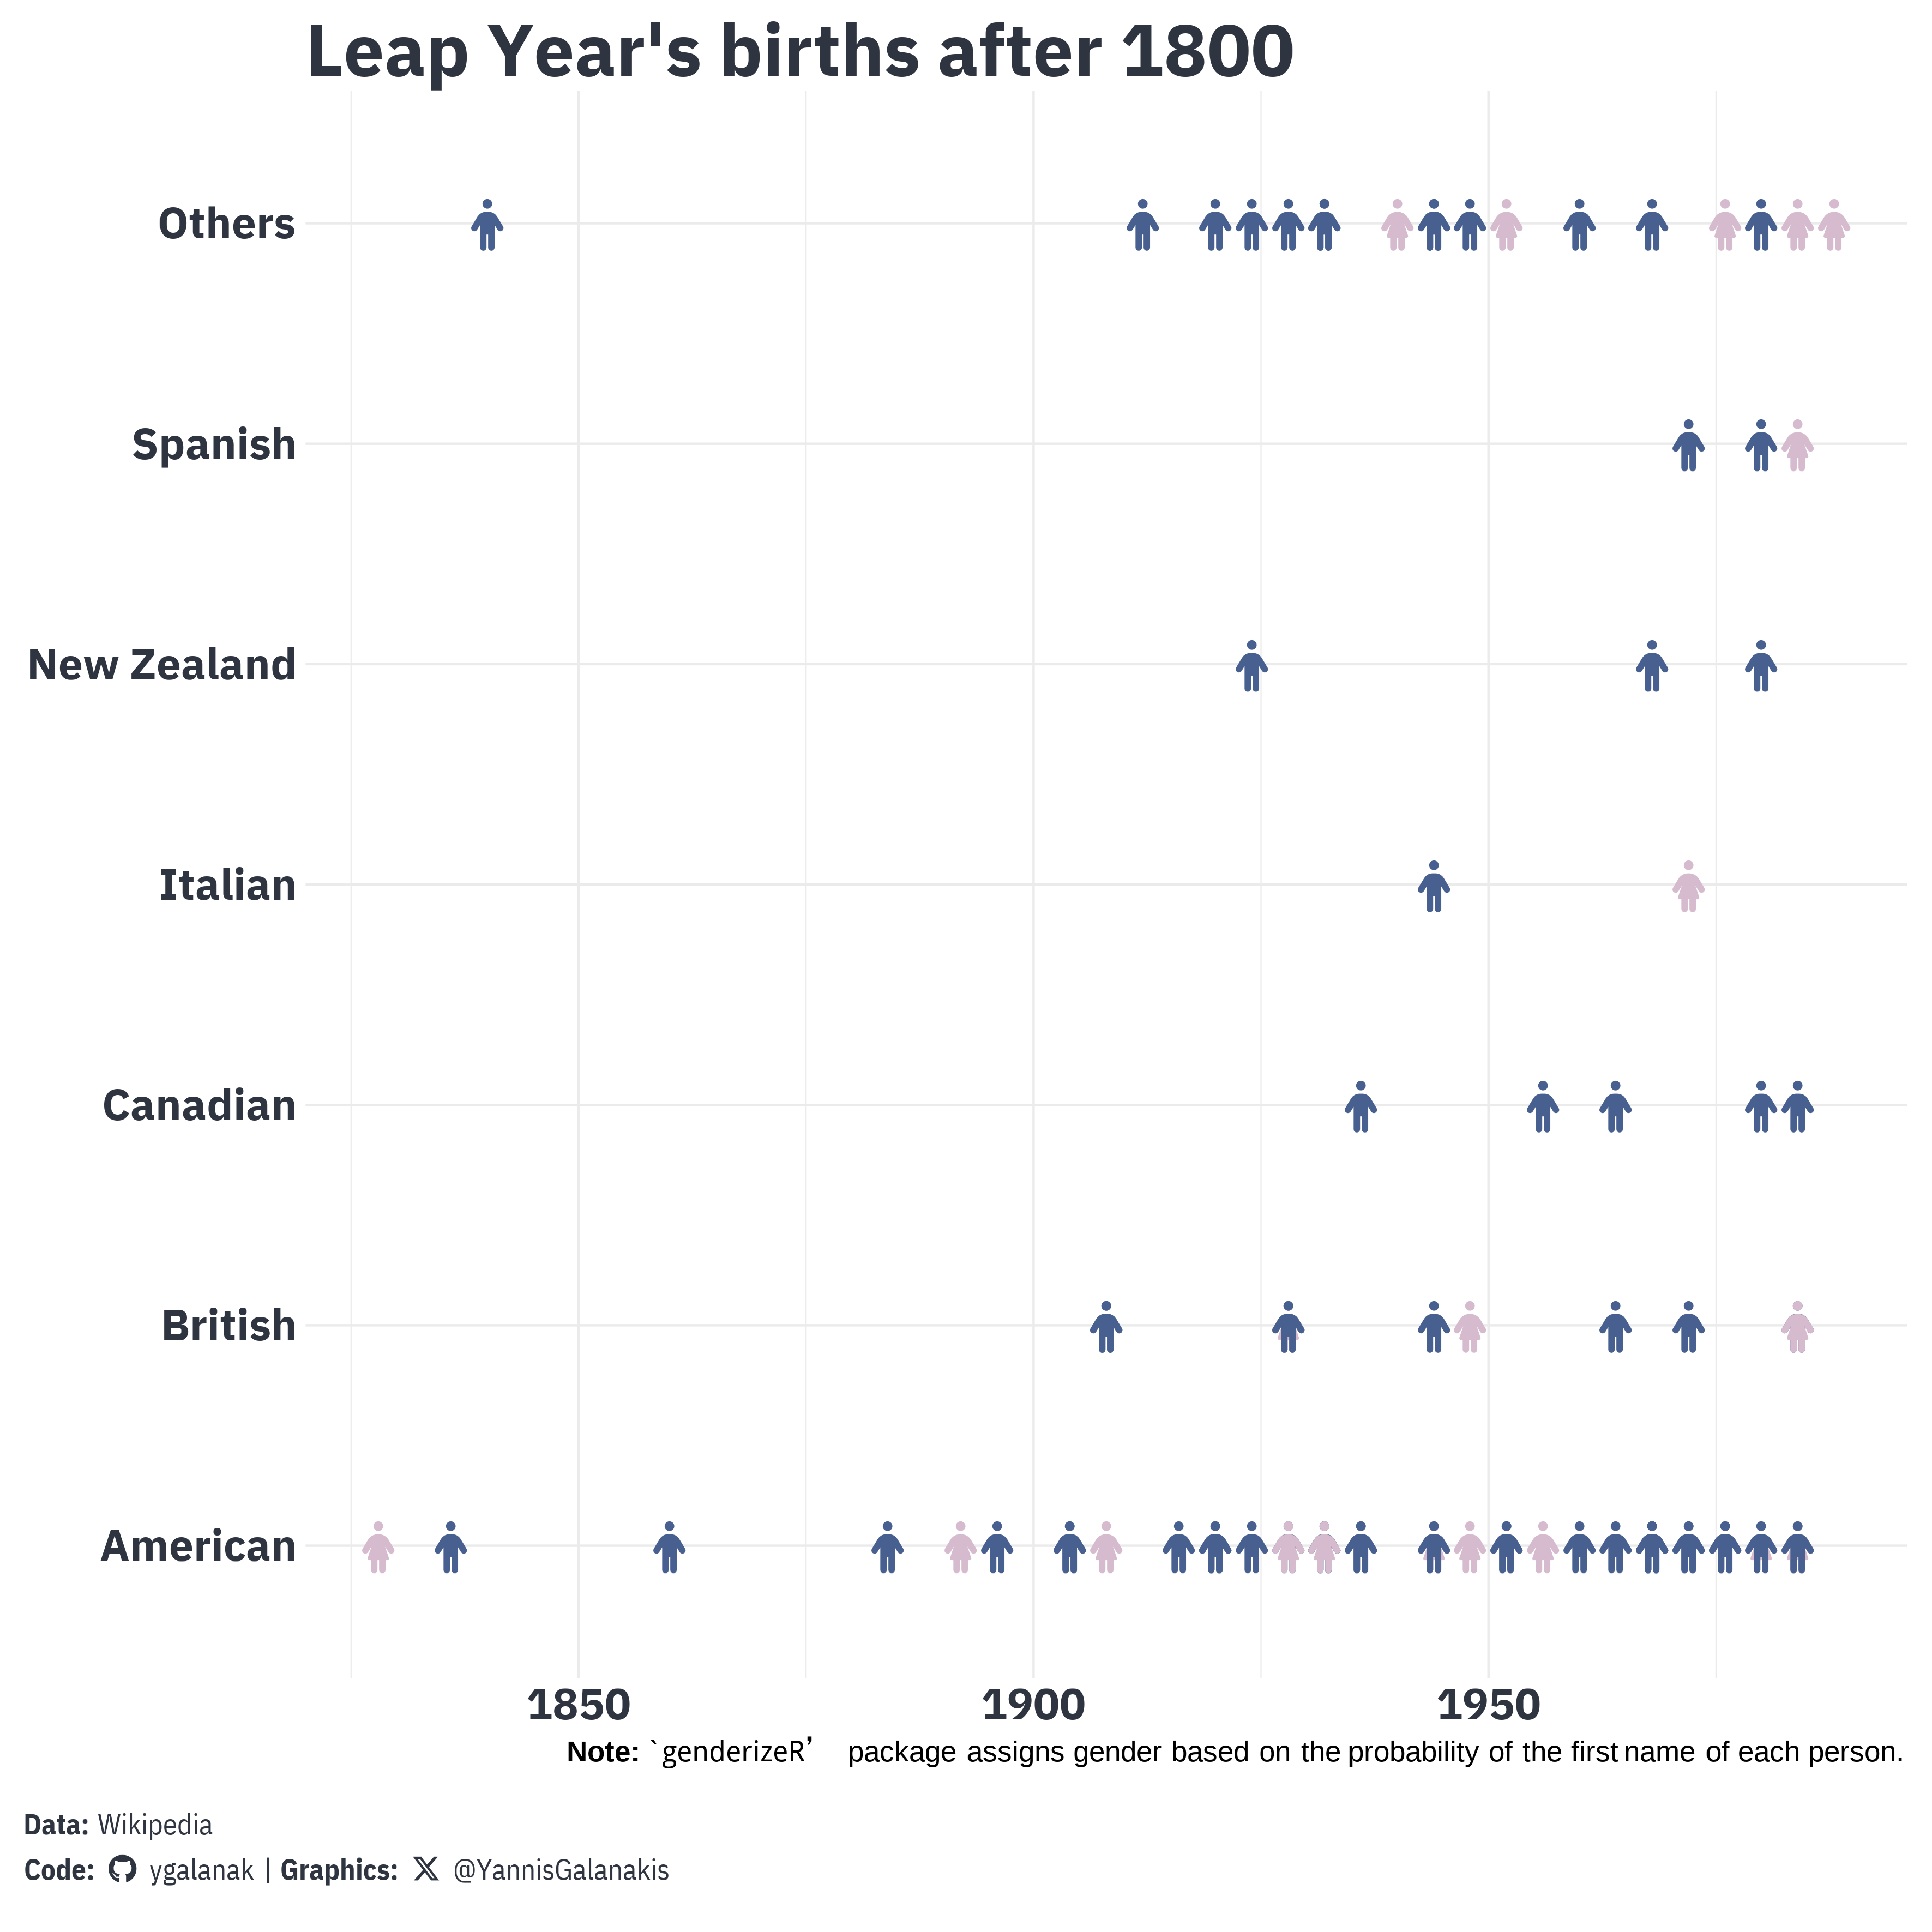 Leap Year's births after 1800
Others
Spanish
New Zealand
Italian
Canadian
British
American
1850 1900 1950
Note: `genderizeR’ package assigns gender based on the probability of the first name of each person.
Data: Wikipedia
Code: ygalanak | Graphics: @YannisGalanakis